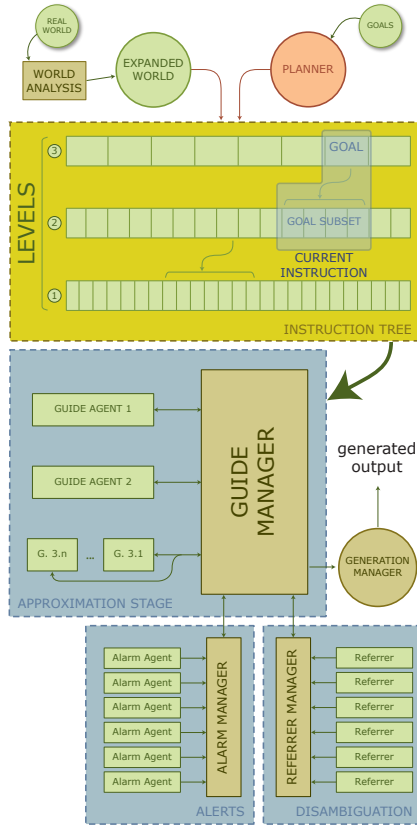 REAL
WORLD
GOALS
WORLD
ANALYSIS
EXPANDED
WORLD
PLANNER
LEVELS
3
GOAL
2
GOAL SUBSET
CURRENT
INSTRUCTION
1
INSTRUCTION TREE
GUIDE AGENT 1
GUIDE AGENT 2
G. 3.n
...
G. 3.1
GUIDE
MANAGER
APPROXIMATION STAGE
generated
output
GENERATION
MANAGER
Alarm Agent
Alarm Agent
Alarm Agent
Alarm Agent
Alarm Agent
Alarm Agent
ALARM MANAGER
ALERTS
REFERRER MANAGER
Referrer
Referrer
Referrer
Referrer
Referrer
Referrer
DISAMBIGUATION